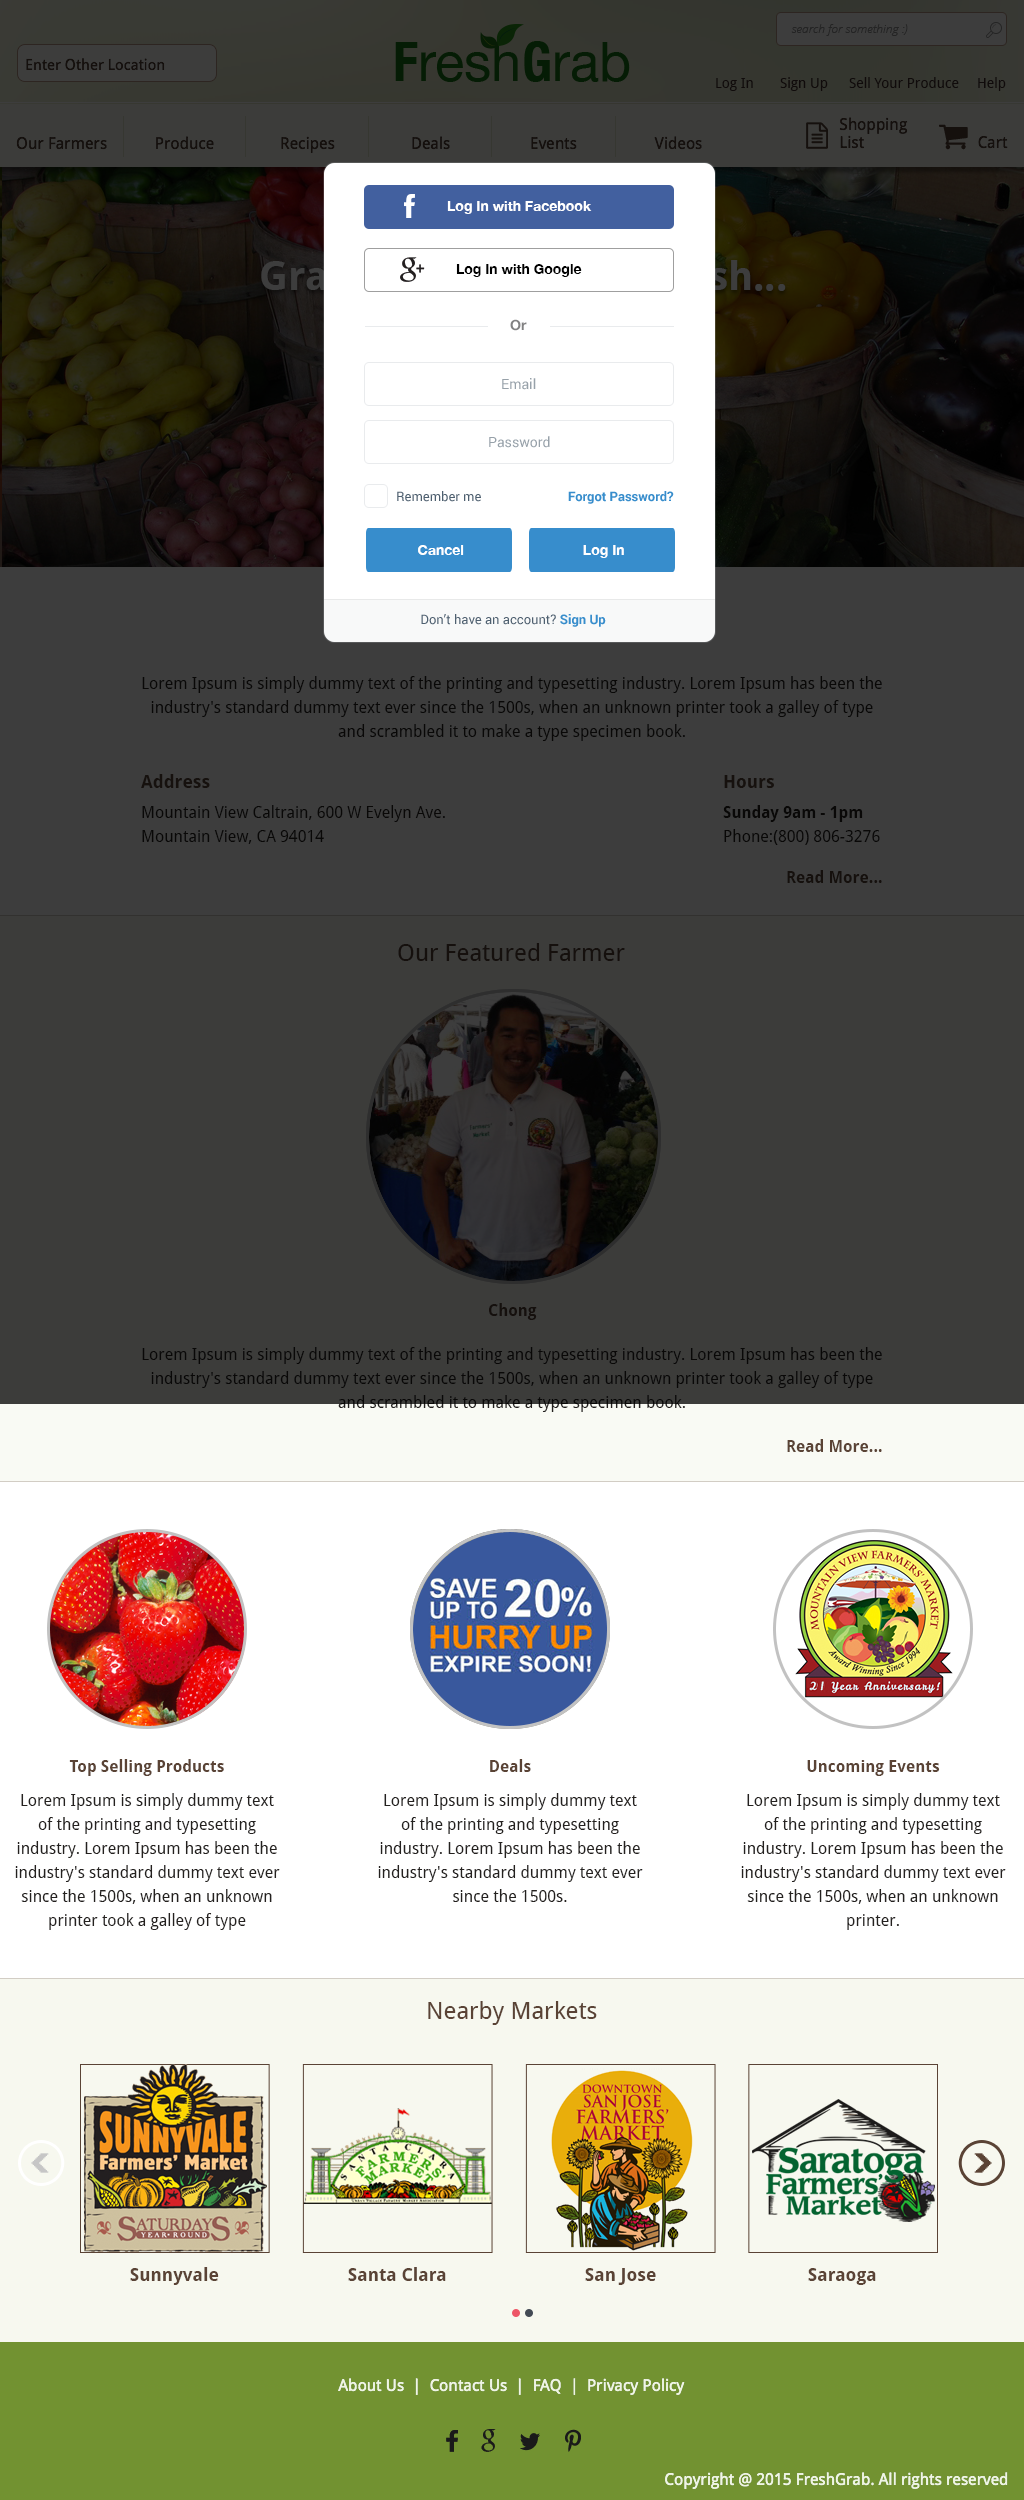 search for something ;)
Enter Other Location
FreshGrab
Log In
Sign Up
Sell Your Produce
Help
Our Farmers
Produce
Recipes
Deals
Events
Videos
Shopping
List
Cart
Gra
sh...
f Log In with Facebook
g+ Log In with Google
Or
Email
Password
Remember me
Forgot Password?
Cancel
Log In
Don't have an account? Sign Up
Lorem Ipsum is simply dummy text of the printing and typesetting industry. Lorem Ipsum has been the
industry's standard dummy text ever since the 1500s, when an unknown printer took a galley of type
and scrambled it to make a type specimen book.
Address
Mountain View Caltrain, 600 W Evelyn Ave.
Mountain View, CA 94014
Hours
Sunday 9am - 1pm
Phone:(800) 806-3276
Read More...
Our Featured Farmer
Chong
Lorem Ipsum is simply dummy text of the printing and typesetting industry. Lorem Ipsum has been the
industry's standard dummy text ever since the 1500s, when an unknown printer took a galley of type
and scrambled it to make a type specimen book.
Read More...
SAVE
UP TO 20%
HURRY UP
EXPIRE SOON!
MOUNTAIN VIEW FARMERS' MARKET
Award Winning Since 1994
21 Year Anniversary!
Top Selling Products
Lorem Ipsum is simply dummy text
of the printing and typesetting
industry. Lorem Ipsum has been the
industry's standard dummy text ever
since the 1500s, when an unknown
printer took a galley of type
Deals
Lorem Ipsum is simply dummy text
of the printing and typesetting
industry. Lorem Ipsum has been the
industry's standard dummy text ever
since the 1500s.
Uncoming Events
Lorem Ipsum is simply dummy text
of the printing and typesetting
industry. Lorem Ipsum has been the
industry's standard dummy text ever
since the 1500s, when an unknown
printer.
Nearby Markets
SUNNYVALE
Farmers' Market
SATURDAYS
YEAR·ROUND
SANTA CLARA
FARMERS'
MARKET
DOWNTOWN
SAN JOSE
FARMERS'
MARKET
Saratoga
Farmers'
Market
Sunnyvale
Santa Clara
San Jose
Saraoga
About Us | Contact Us | FAQ | Privacy Policy
Copyright @ 2015 FreshGrab. All rights reserved